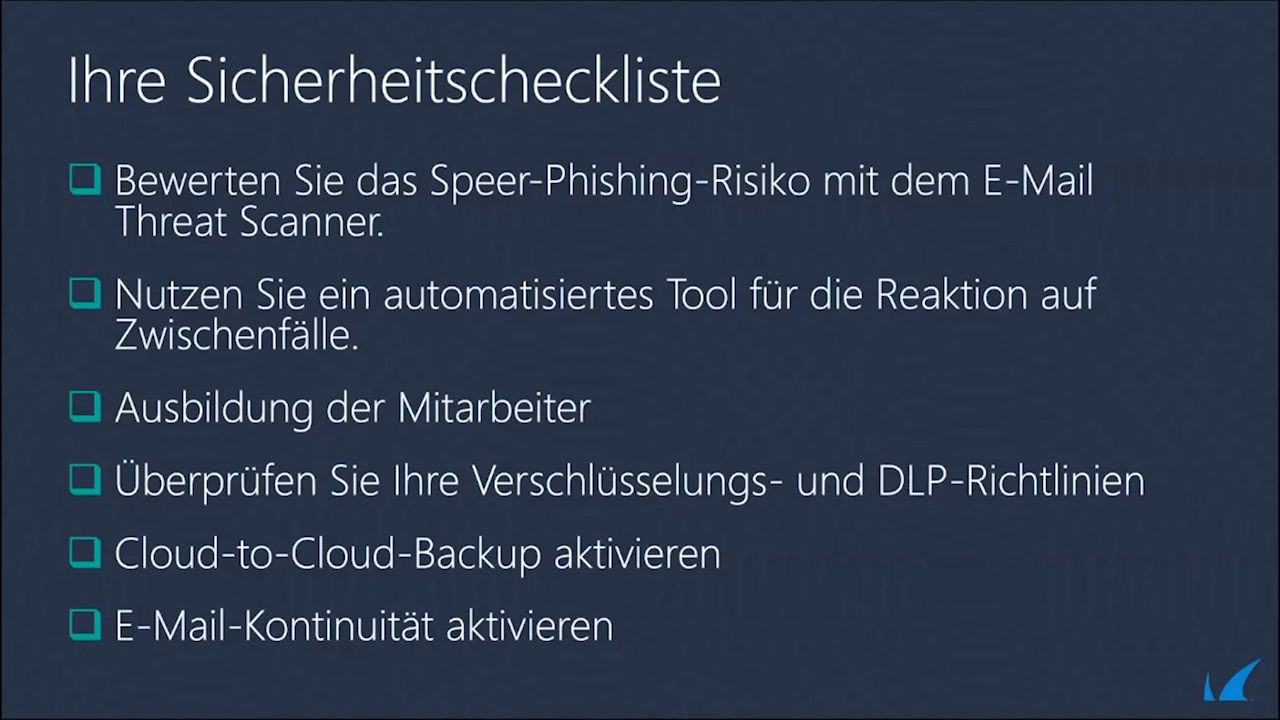 Ihre Sicherheitscheckliste
Bewerten Sie das Speer-Phishing-Risiko mit dem E-Mail
Threat Scanner.
Nutzen Sie ein automatisiertes Tool für die Reaktion auf
Zwischenfälle.
Ausbildung der Mitarbeiter
Überprüfen Sie Ihre Verschlüsselungs- und DLP-Richtlinien
Cloud-to-Cloud-Backup aktivieren
E-Mail-Kontinuität aktivieren